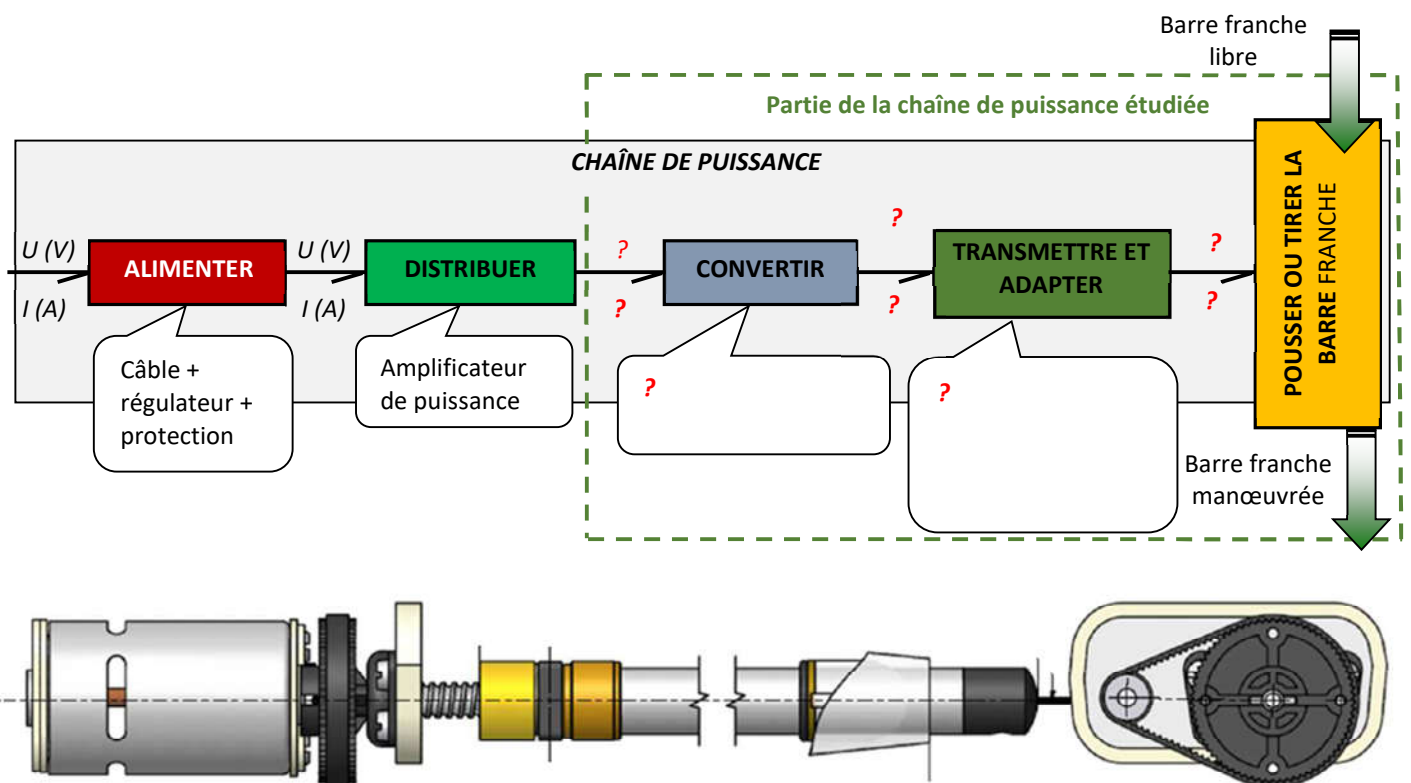 Barre franche
libre
Partie de la chaîne de puissance étudiée
CHAÎNE DE PUISSANCE
U (V)
I (A)
ALIMENTER
U (V)
I (A)
DISTRIBUER
?
?
CONVERTIR
?
?
TRANSMETTRE ET
ADAPTER
?
?
POUSSER OU TIRER LA
BARRE FRANCHE
Câble +
régulateur +
protection
Amplificateur
de puissance
?
?
Barre franche
manœuvrée